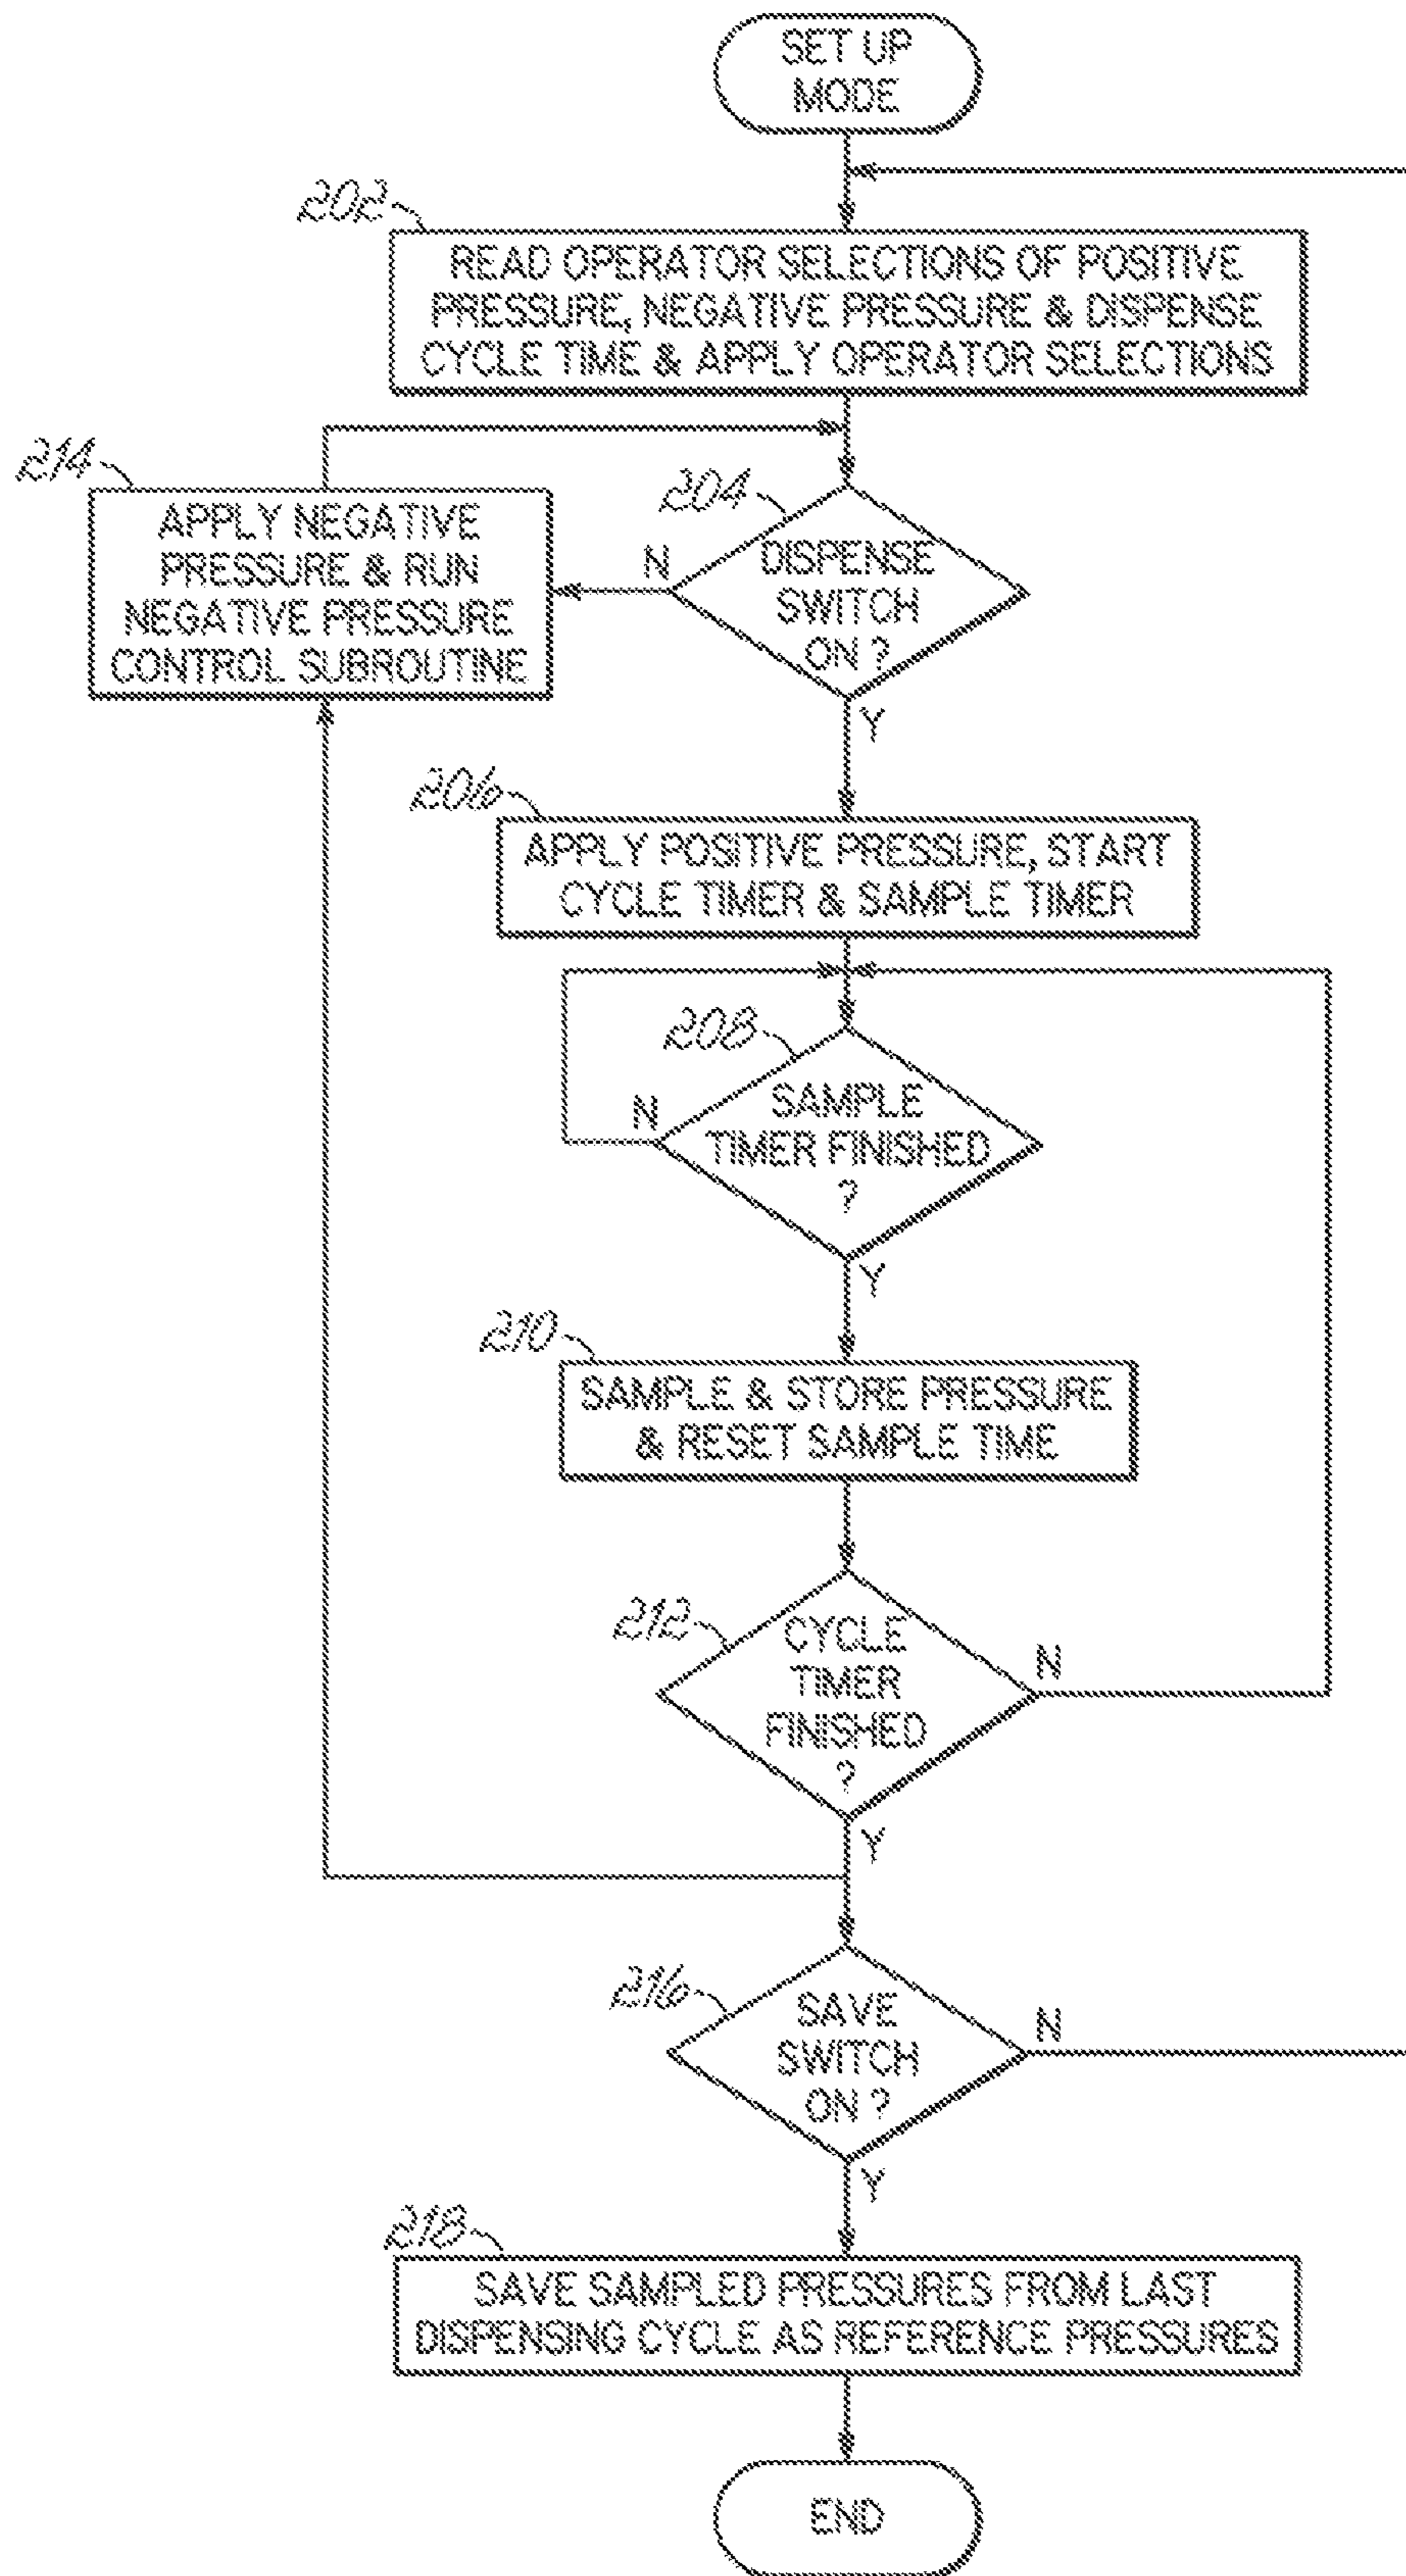 SET UP
MODE
202
READ OPERATOR SELECTIONS OF POSITIVE
PRESSURE, NEGATIVE PRESSURE & DISPENSE
CYCLE TIME & APPLY OPERATOR SELECTIONS
214
APPLY NEGATIVE
PRESSURE & RUN
NEGATIVE PRESSURE
CONTROL SUBROUTINE
204
N
DISPENSE
SWITCH
ON ?
Y
206
APPLY POSITIVE PRESSURE, START
CYCLE TIMER & SAMPLE TIMER
208
N
SAMPLE
TIMER FINISHED
?
Y
210
SAMPLE & STORE PRESSURE
& RESET SAMPLE TIME
212
CYCLE
TIMER
FINISHED
?
N
Y
216
SAVE
SWITCH
ON ?
N
Y
218
SAVE SAMPLED PRESSURES FROM LAST
DISPENSING CYCLE AS REFERENCE PRESSURES
END